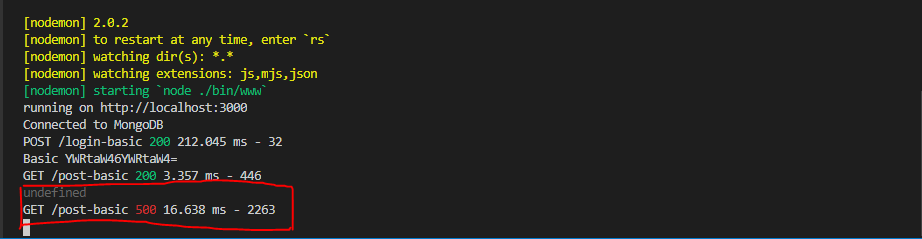 [nodemon] 2.0.2
[nodemon] to restart at any time, enter `rs`
[nodemon] watching dir(s): *.*
[nodemon] watching extensions: js,mjs,json
[nodemon] starting `node ./bin/www`
running on http://localhost:3000
Connected to MongoDB
POST /login-basic 200 212.045 ms - 32
Basic YWRtaW46YWRtaW4=
GET /post-basic 200 3.357 ms - 446
undefined
GET /post-basic 500 16.638 ms - 2263